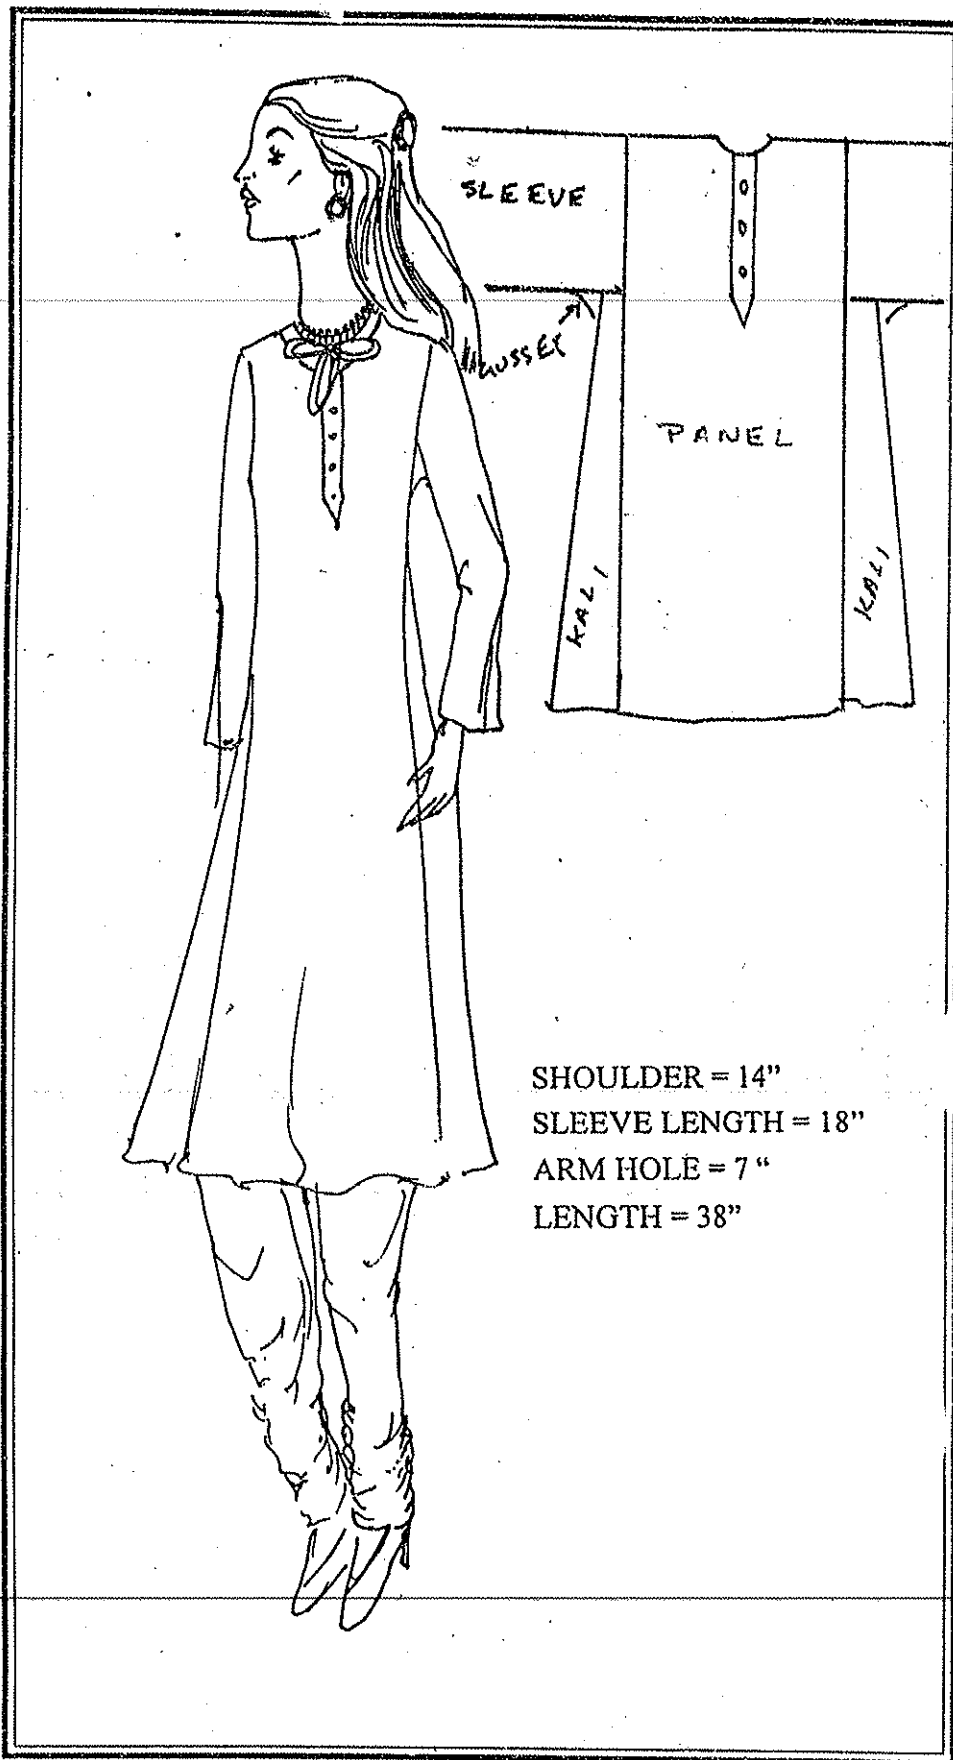 SLEEVE
GUSSET
PANEL
KALI
KALI
SHOULDER = 14”
SLEEVE LENGTH = 18”
ARM HOLE = 7 “
LENGTH = 38”